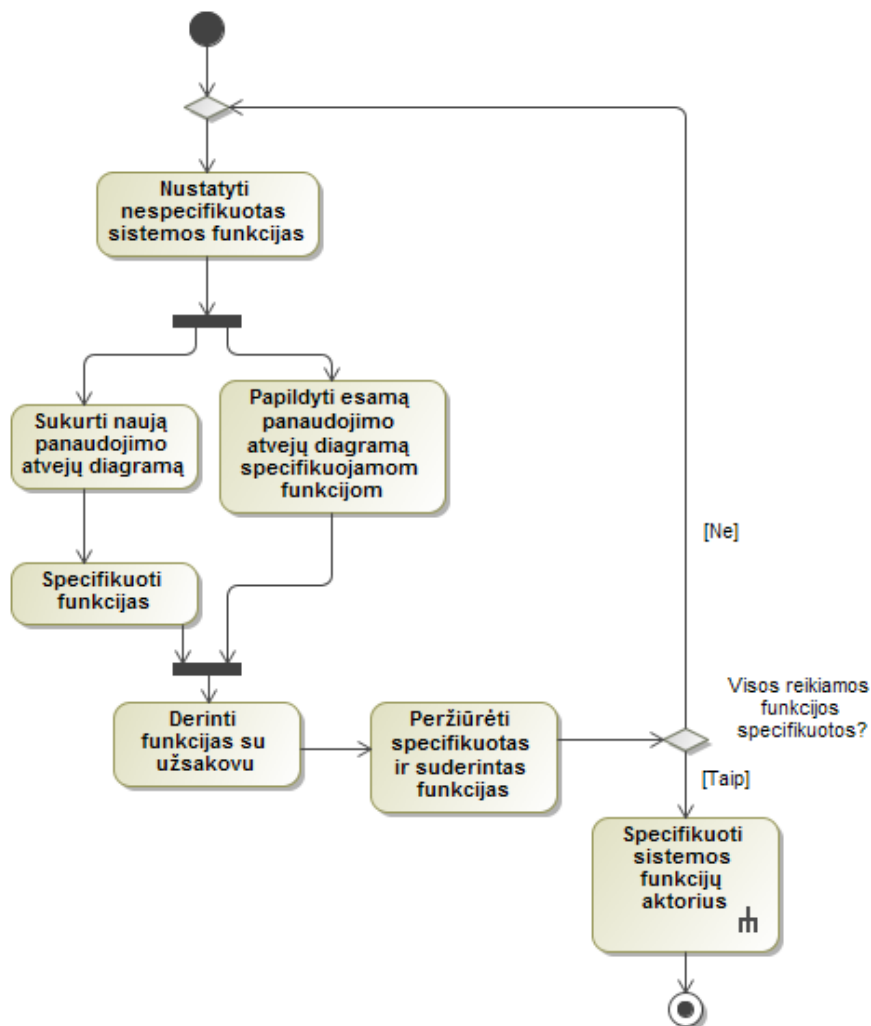 Nustatyti
nespecifikuotas
sistemos funkcijas
Sukurti naują
panaudojimo
atvejų diagramą
Papildyti esamą
panaudojimo
atvejų diagramą
specifikuojamom
funkcijom
Specifikuoti
funkcijas
Derinti
funkcijas su
užsakovu
Peržiūrėti
specifikuotas
ir suderintas
funkcijas
[Ne]
Visos reikiamos
funkcijos
specifikuotos?
[Taip]
Specifikuoti
sistemos
funkcijų
aktorius